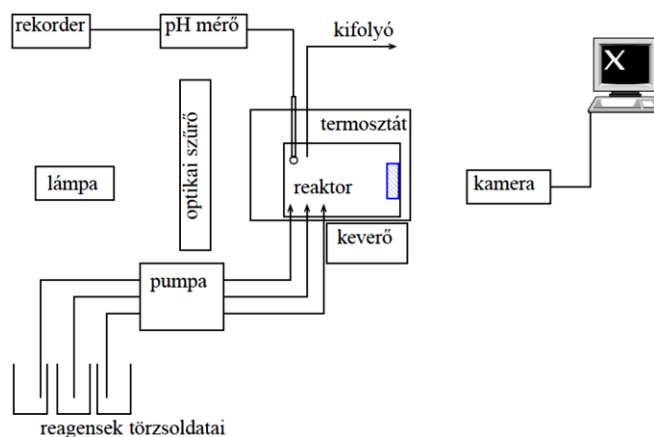 rekorder
pH mérő
kifolyó
termosztát
optikai szűrő
lámpa
reaktor
kamera
keverő
pumpa
reagensek törzsoldatai
X